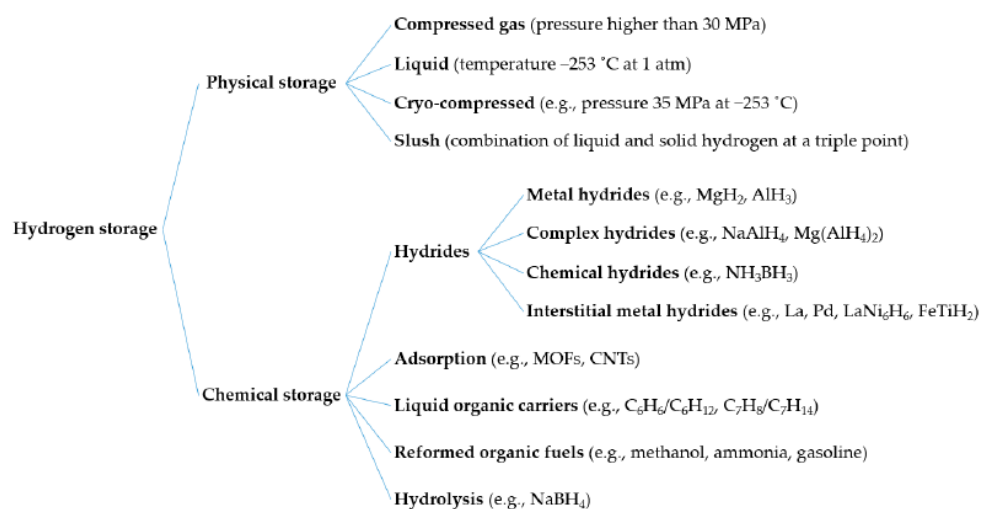 Compressed gas (pressure higher than 30 MPa)
Liquid (temperature –253 ˚C at 1 atm)
Physical storage
Cryo-compressed (e.g., pressure 35 MPa at –253 ˚C)
Slush (combination of liquid and solid hydrogen at a triple point)
Hydrogen storage
Metal hydrides (e.g., MgH₂, AlH₃)
Complex hydrides (e.g., NaAlH₄, Mg(AlH₄)₂)
Hydrides
Chemical hydrides (e.g., NH₃BH₃)
Interstitial metal hydrides (e.g., La, Pd, LaNi₆H₆, FeTiH₂)
Adsorption (e.g., MOFs, CNTs)
Chemical storage
Liquid organic carriers (e.g., C₆H₆/C₆H₁₂, C₇H₈/C₇H₁₄)
Reformed organic fuels (e.g., methanol, ammonia, gasoline)
Hydrolysis (e.g., NaBH₄)